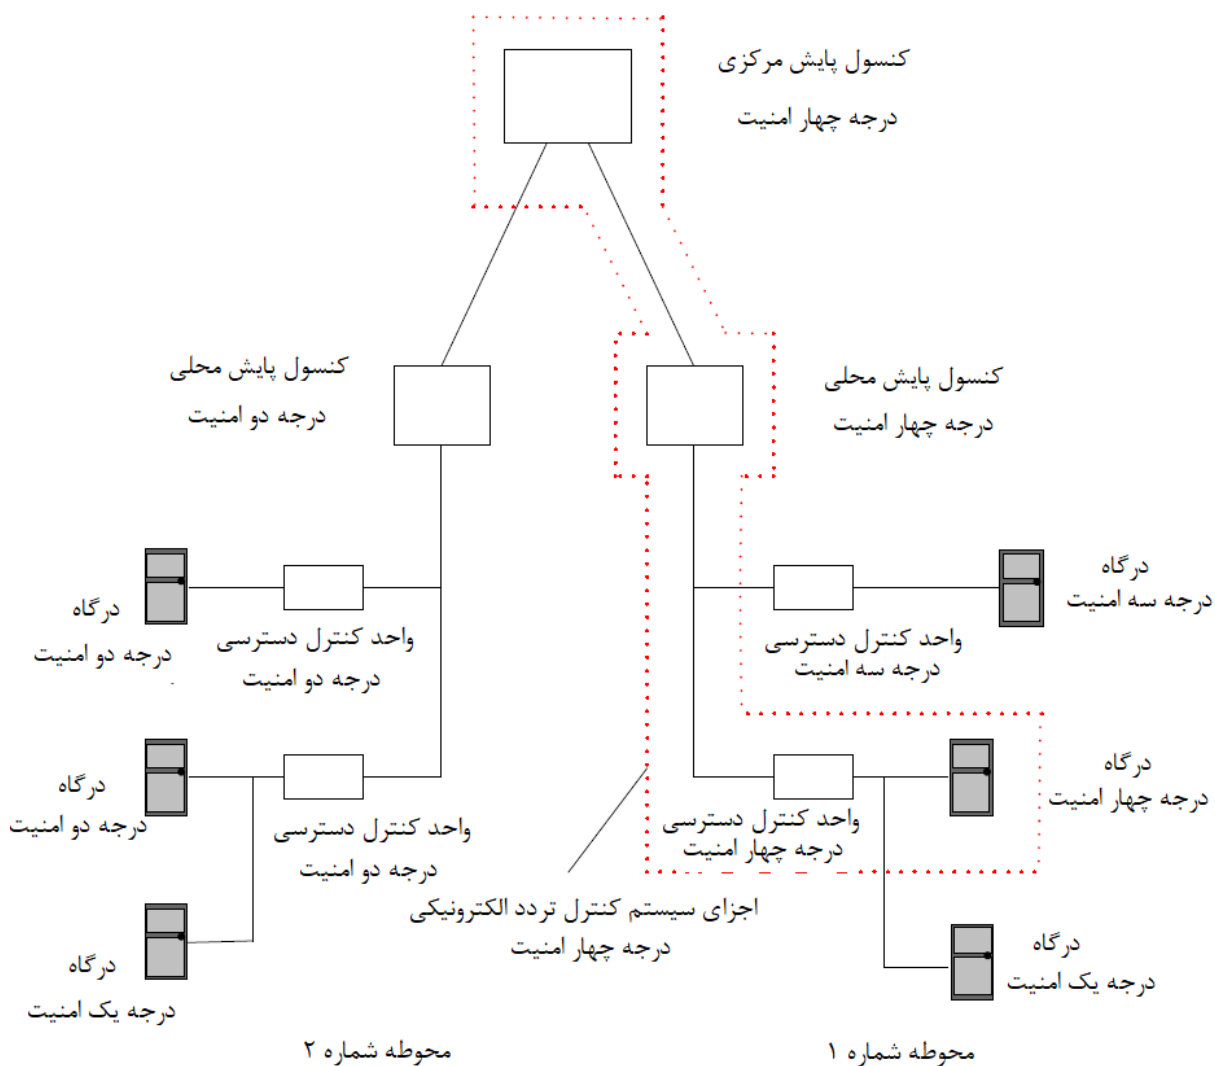 کنسول پایش مرکزی
درجه چهار امنیت
کنسول پایش محلی
درجه چهار امنیت
کنسول پایش محلی
درجه دو امنیت
درگاه
درجه سه امنیت
واحد کنترل دسترسی
درجه سه امنیت
واحد کنترل دسترسی
درجه دو امنیت
درگاه
درجه دو امنیت
درگاه
درجه چهار امنیت
واحد کنترل دسترسی
درجه چهار امنیت
واحد کنترل دسترسی
درجه دو امنیت
درگاه
درجه دو امنیت
اجزای سیستم کنترل تردد الکترونیکی
درجه چهار امنیت
درگاه
درجه یک امنیت
درگاه
درجه یک امنیت
محوطه شماره ۱
محوطه شماره ۲